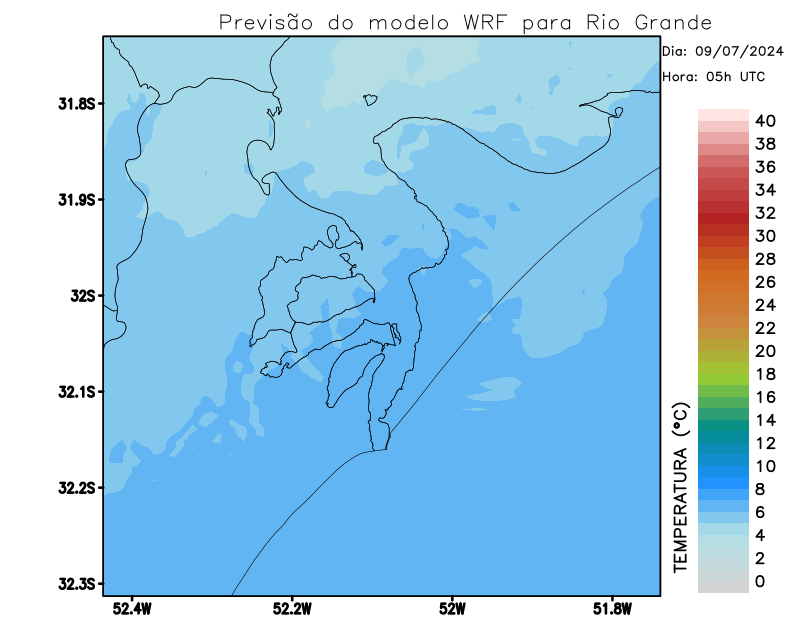 Previsão do modelo WRF para Rio Grande
Dia: 09/07/2024
Hora: 05h UTC
31.8S
31.9S
32S
32.1S
32.2S
32.3S
52.4W
52.2W
52W
51.8W
TEMPERATURA (°C)
40
38
36
34
32
30
28
26
24
22
20
18
16
14
12
10
8
6
4
2
0